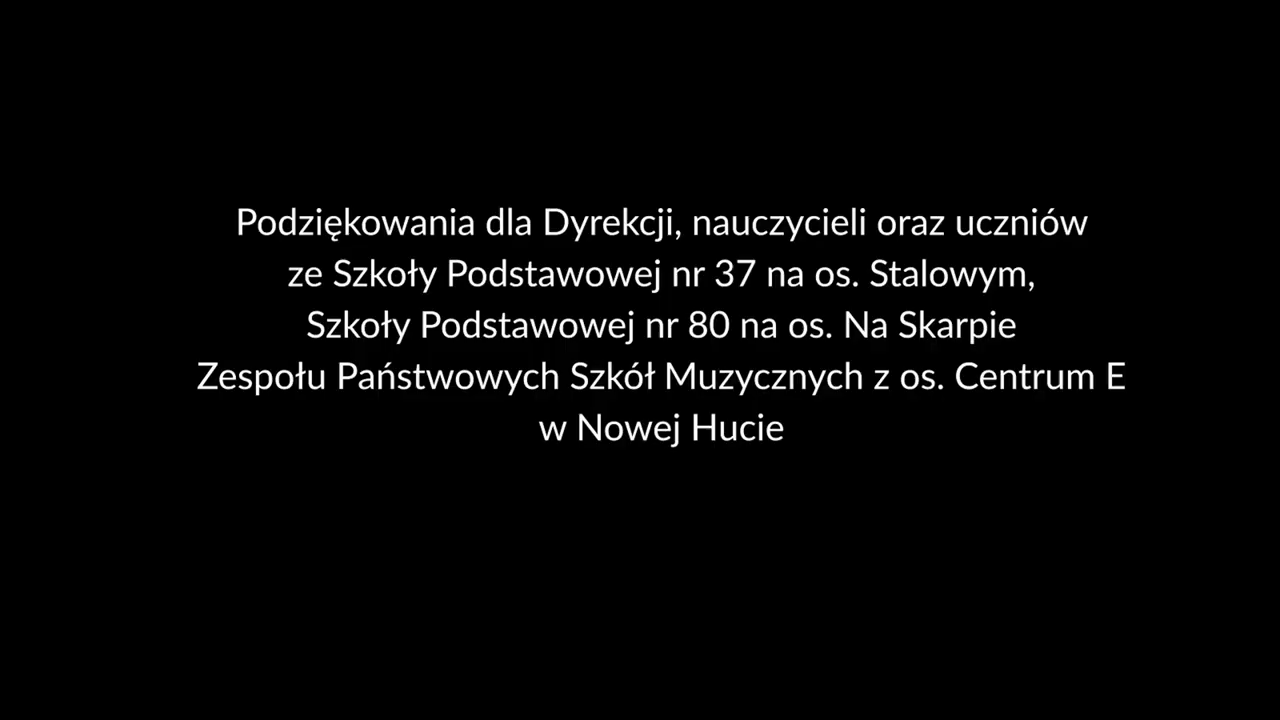 Podziękowania dla Dyrekcji, nauczycieli oraz uczniów
ze Szkoły Podstawowej nr 37 na os. Stalowym,
Szkoły Podstawowej nr 80 na os. Na Skarpie
Zespołu Państwowych Szkół Muzycznych z os. Centrum E
w Nowej Hucie